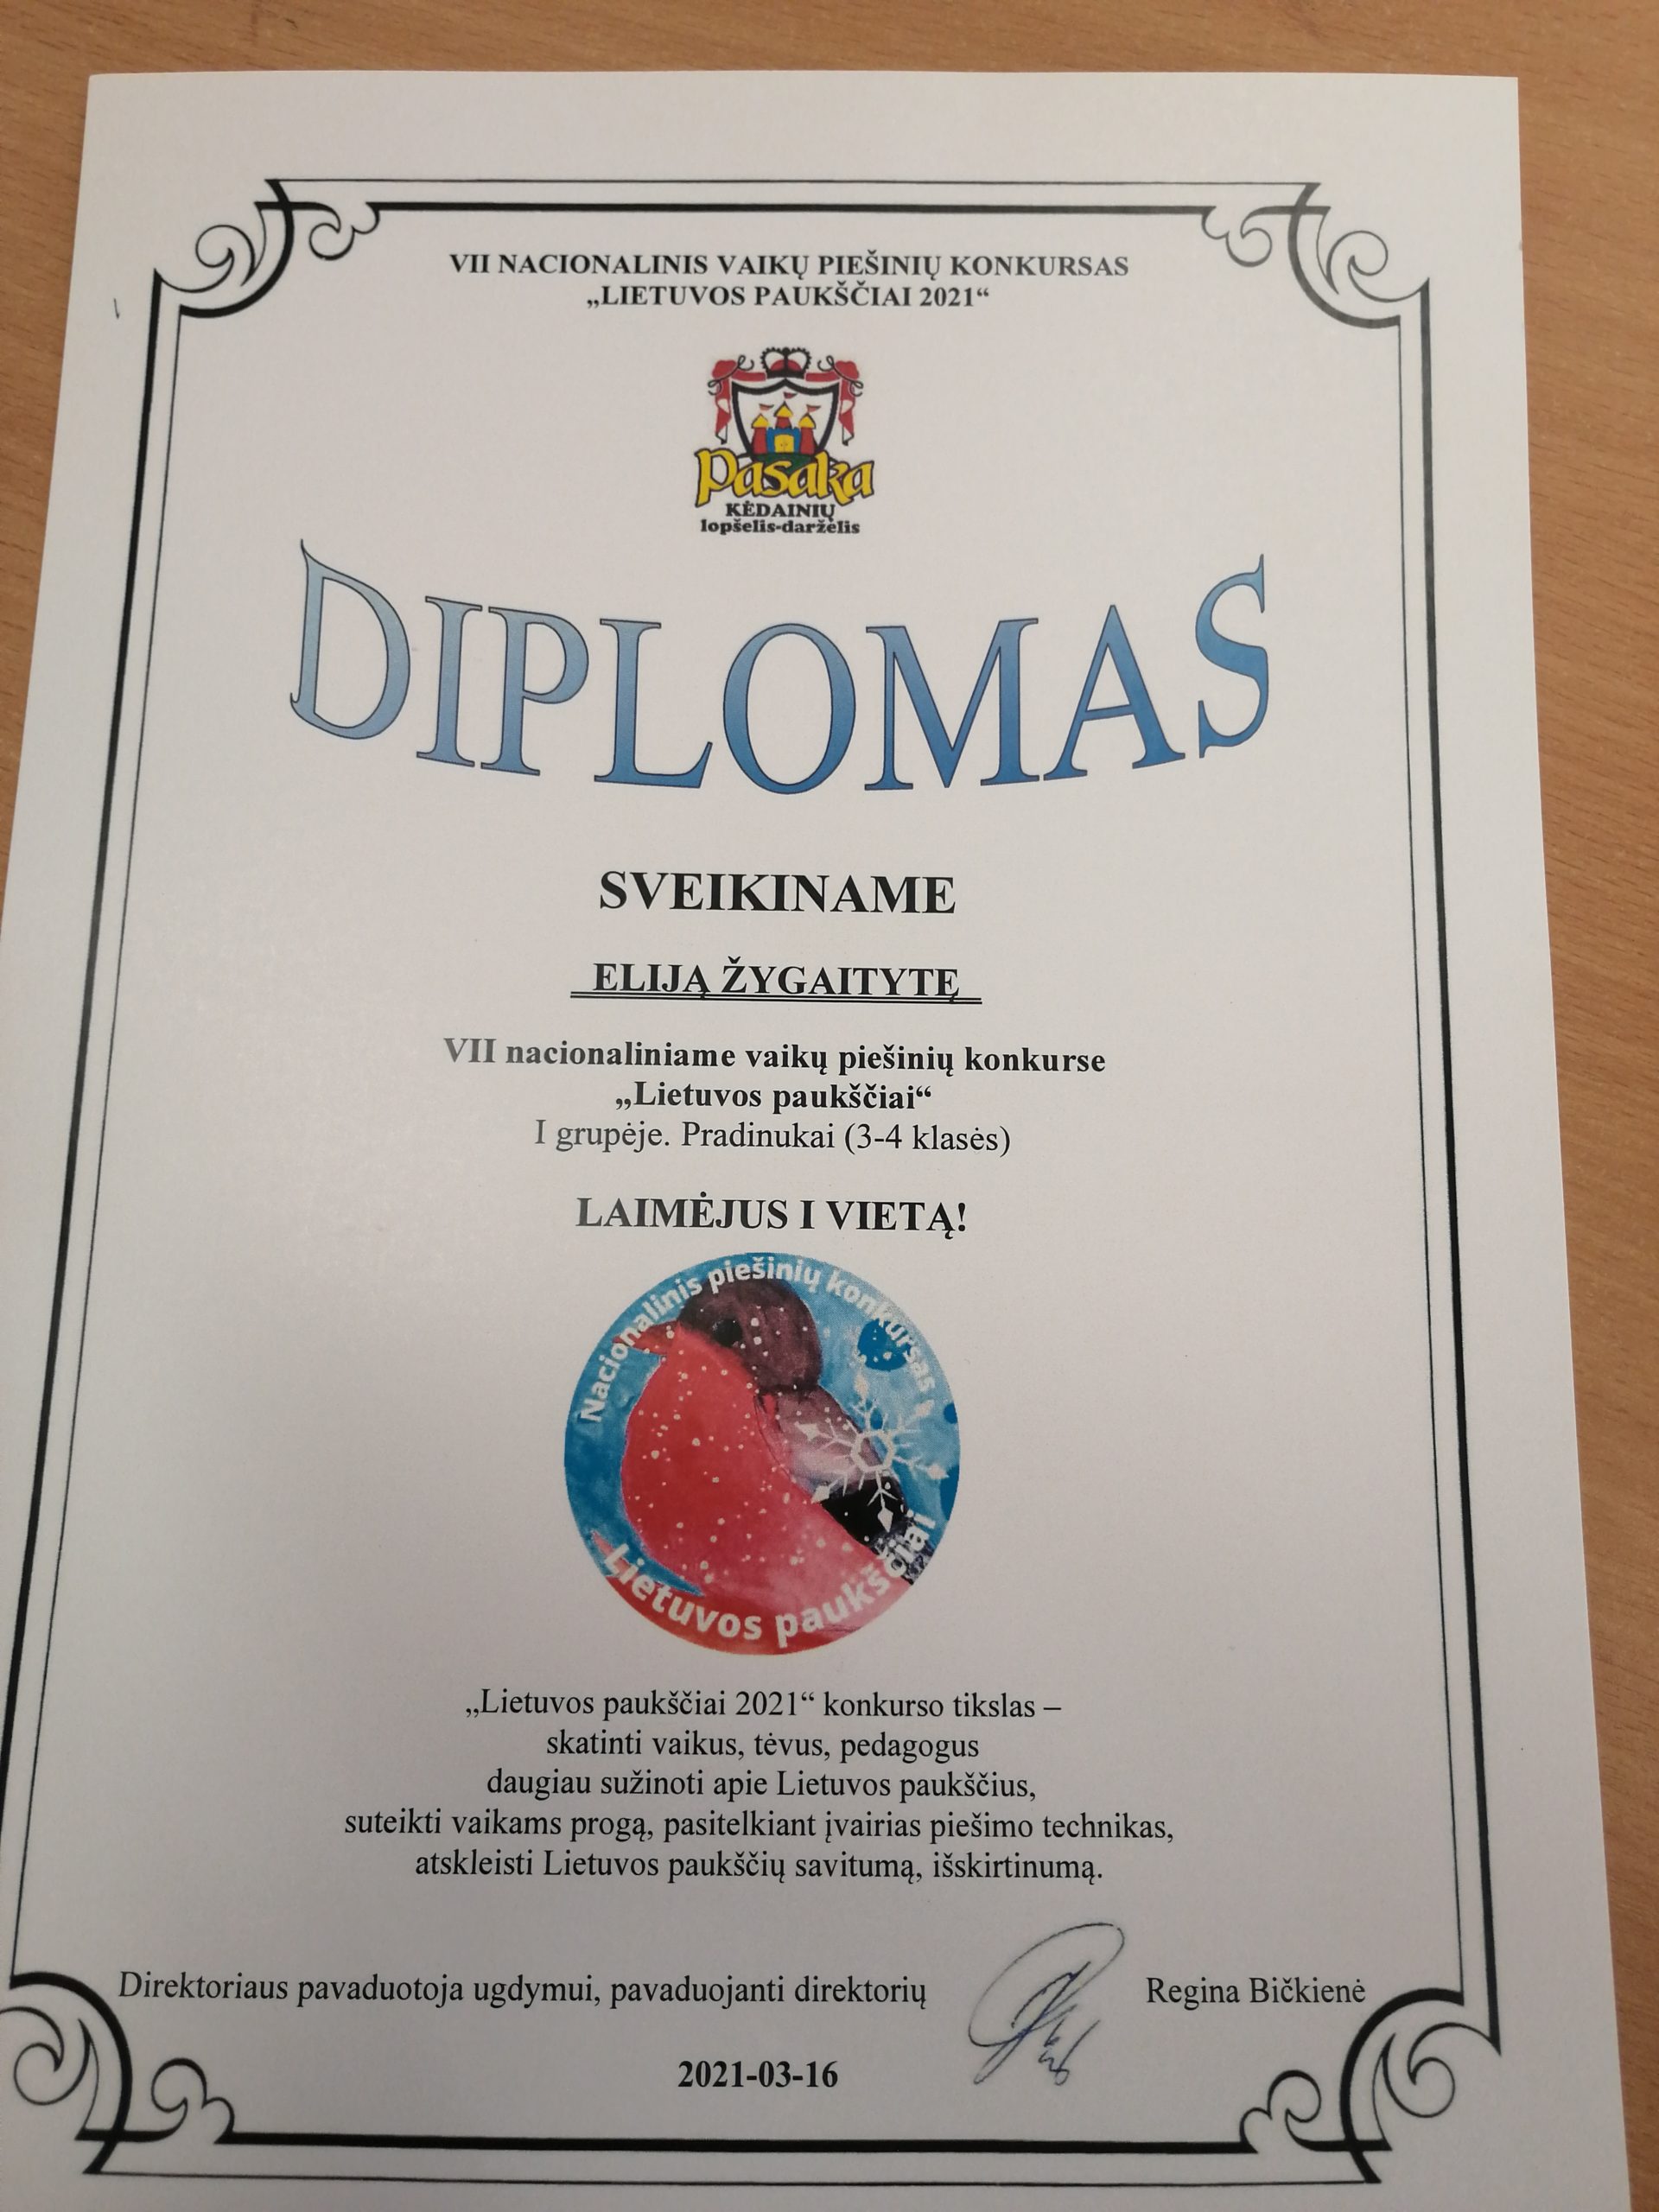 VII NACIONALINIS VAIKŲ PIEŠINIŲ KONKURSAS
„LIETUVOS PAUKŠČIAI 2021“
Pasaka
KĖDAINIŲ
lopšelis-darželis
DIPLOMAS
SVEIKINAME
ELIJĄ ŽYGAITYTĘ
VII nacionaliniame vaikų piešinių konkurse
„Lietuvos paukščiai“
I grupėje. Pradinukai (3-4 klasės)
LAIMĖJUS I VIETĄ!
Nacionalinis piešinių konkursas
Lietuvos paukščiai
„Lietuvos paukščiai 2021“ konkurso tikslas –
skatinti vaikus, tėvus, pedagogus
daugiau sužinoti apie Lietuvos paukščius,
suteikti vaikams progą, pasitelkiant įvairias piešimo technikas,
atskleisti Lietuvos paukščių savitumą, išskirtinumą.
Direktoriaus pavaduotoja ugdymui, pavaduojanti direktorių Regina Bičkienė
2021-03-16